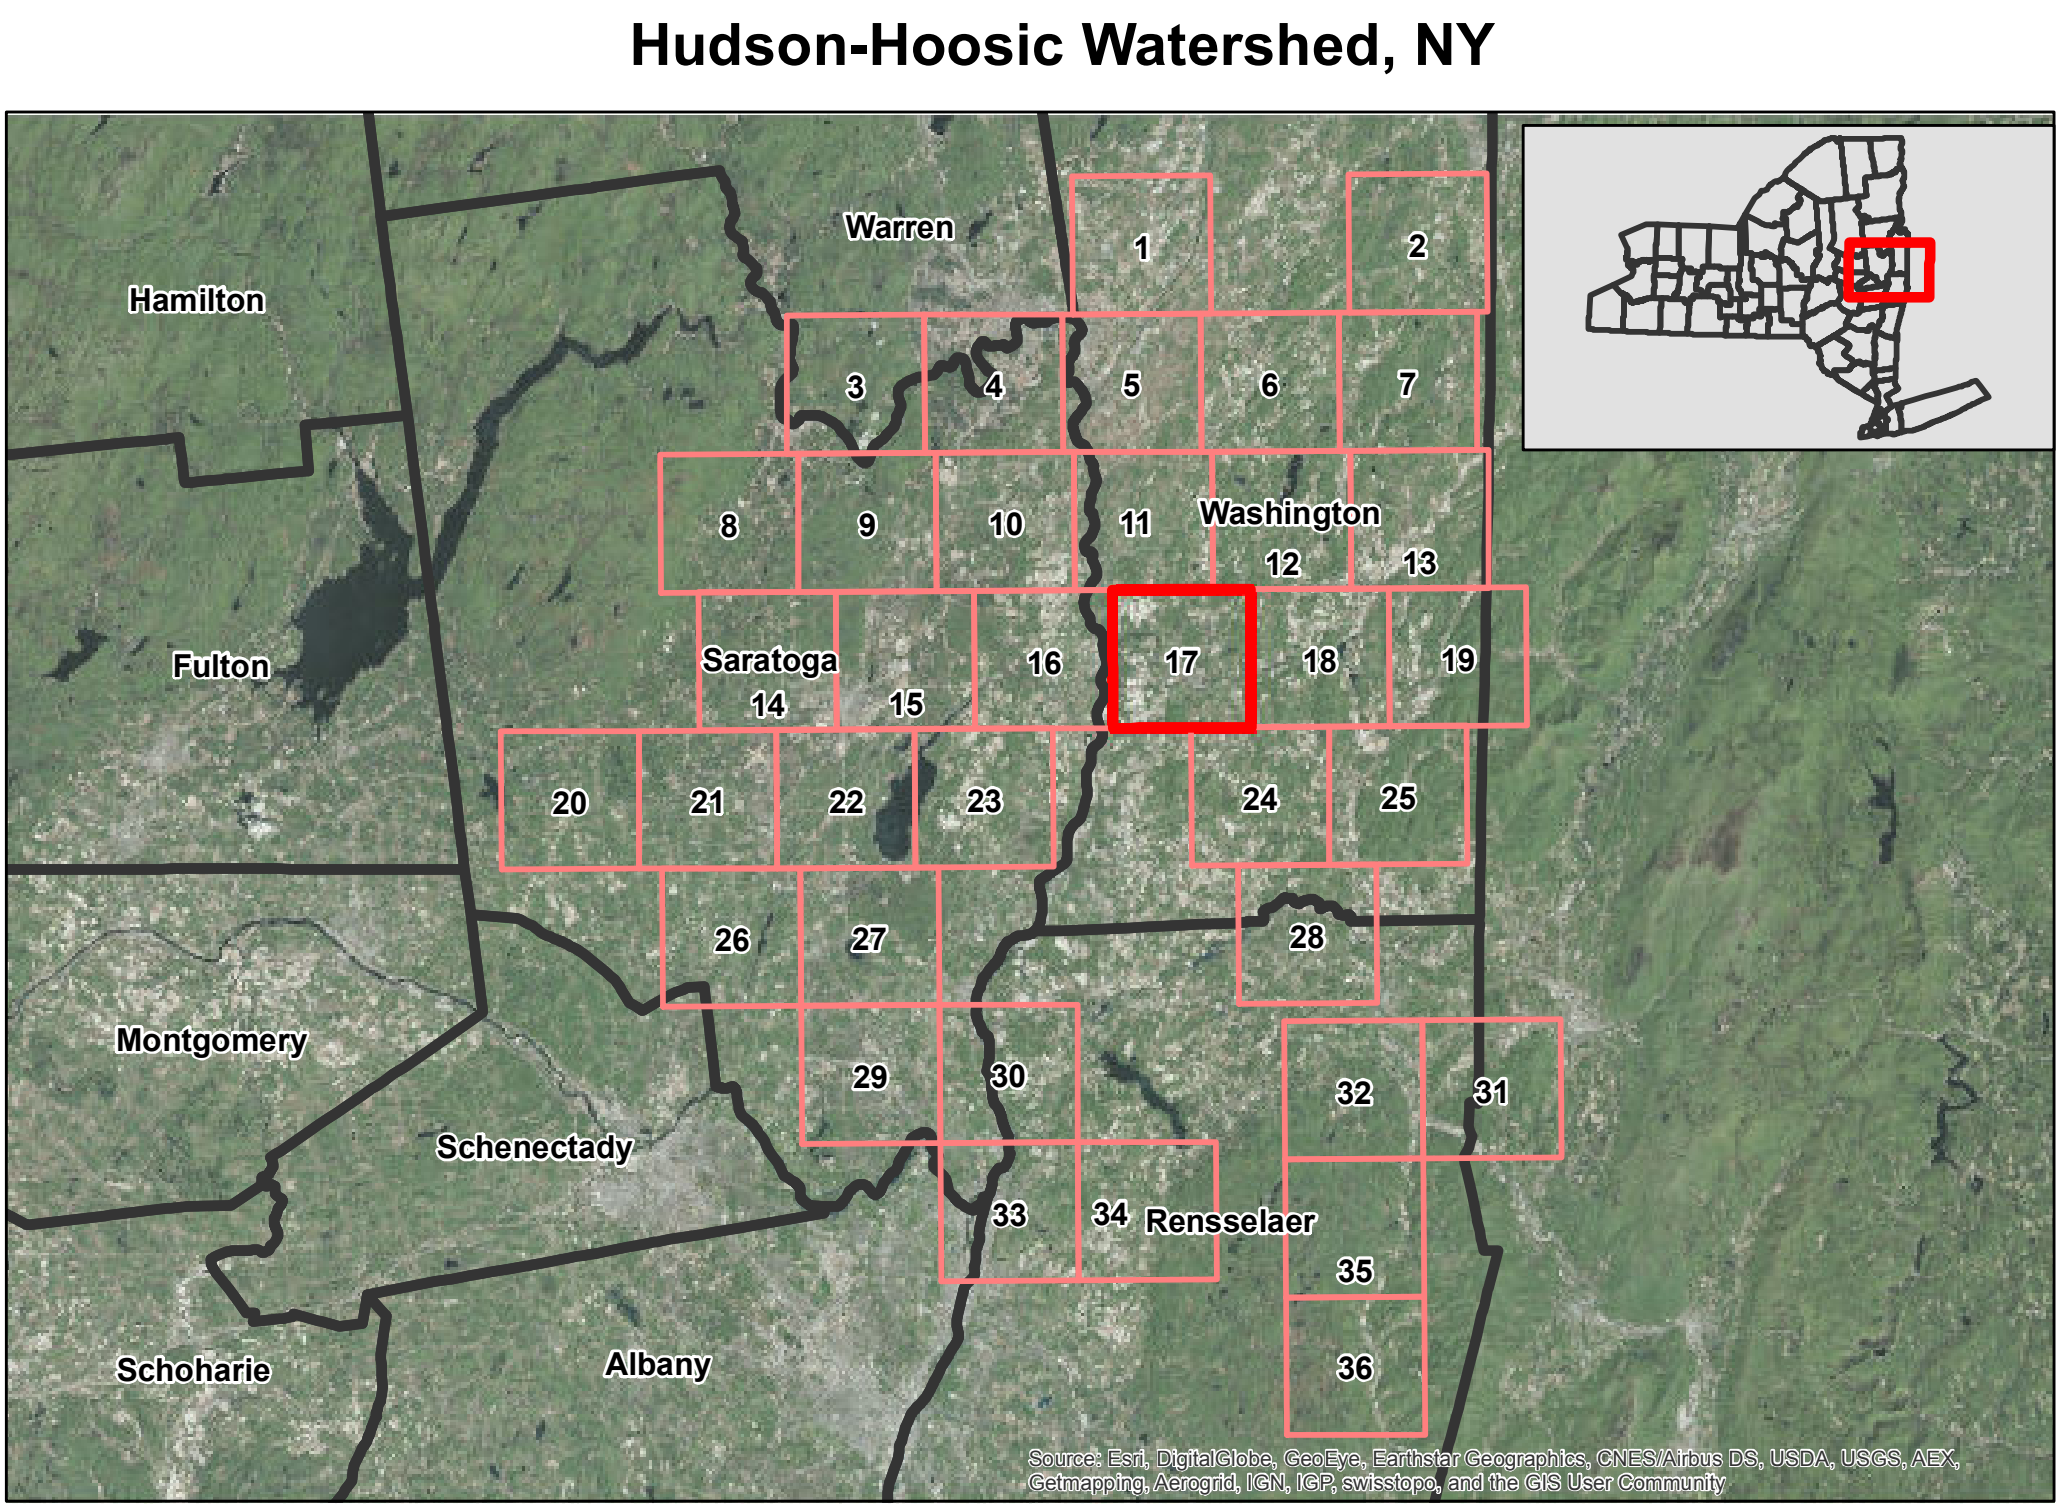 Hudson-Hoosic Watershed, NY
Warren
1
2
Hamilton
3
4
5
6
7
8
9
10
11
Washington
12
13
Fulton
Saratoga
14
15
16
17
18
19
20
21
22
23
24
25
26
27
28
Montgomery
29
30
32
31
Schenectady
33
34
Rensselaer
35
Schoharie
Albany
36
Source: Esri, DigitalGlobe, GeoEye, Earthstar Geographics, CNES/Airbus DS, USDA, USGS, AEX,
Getmapping, Aerogrid, IGN, IGP, swisstopo, and the GIS User Community